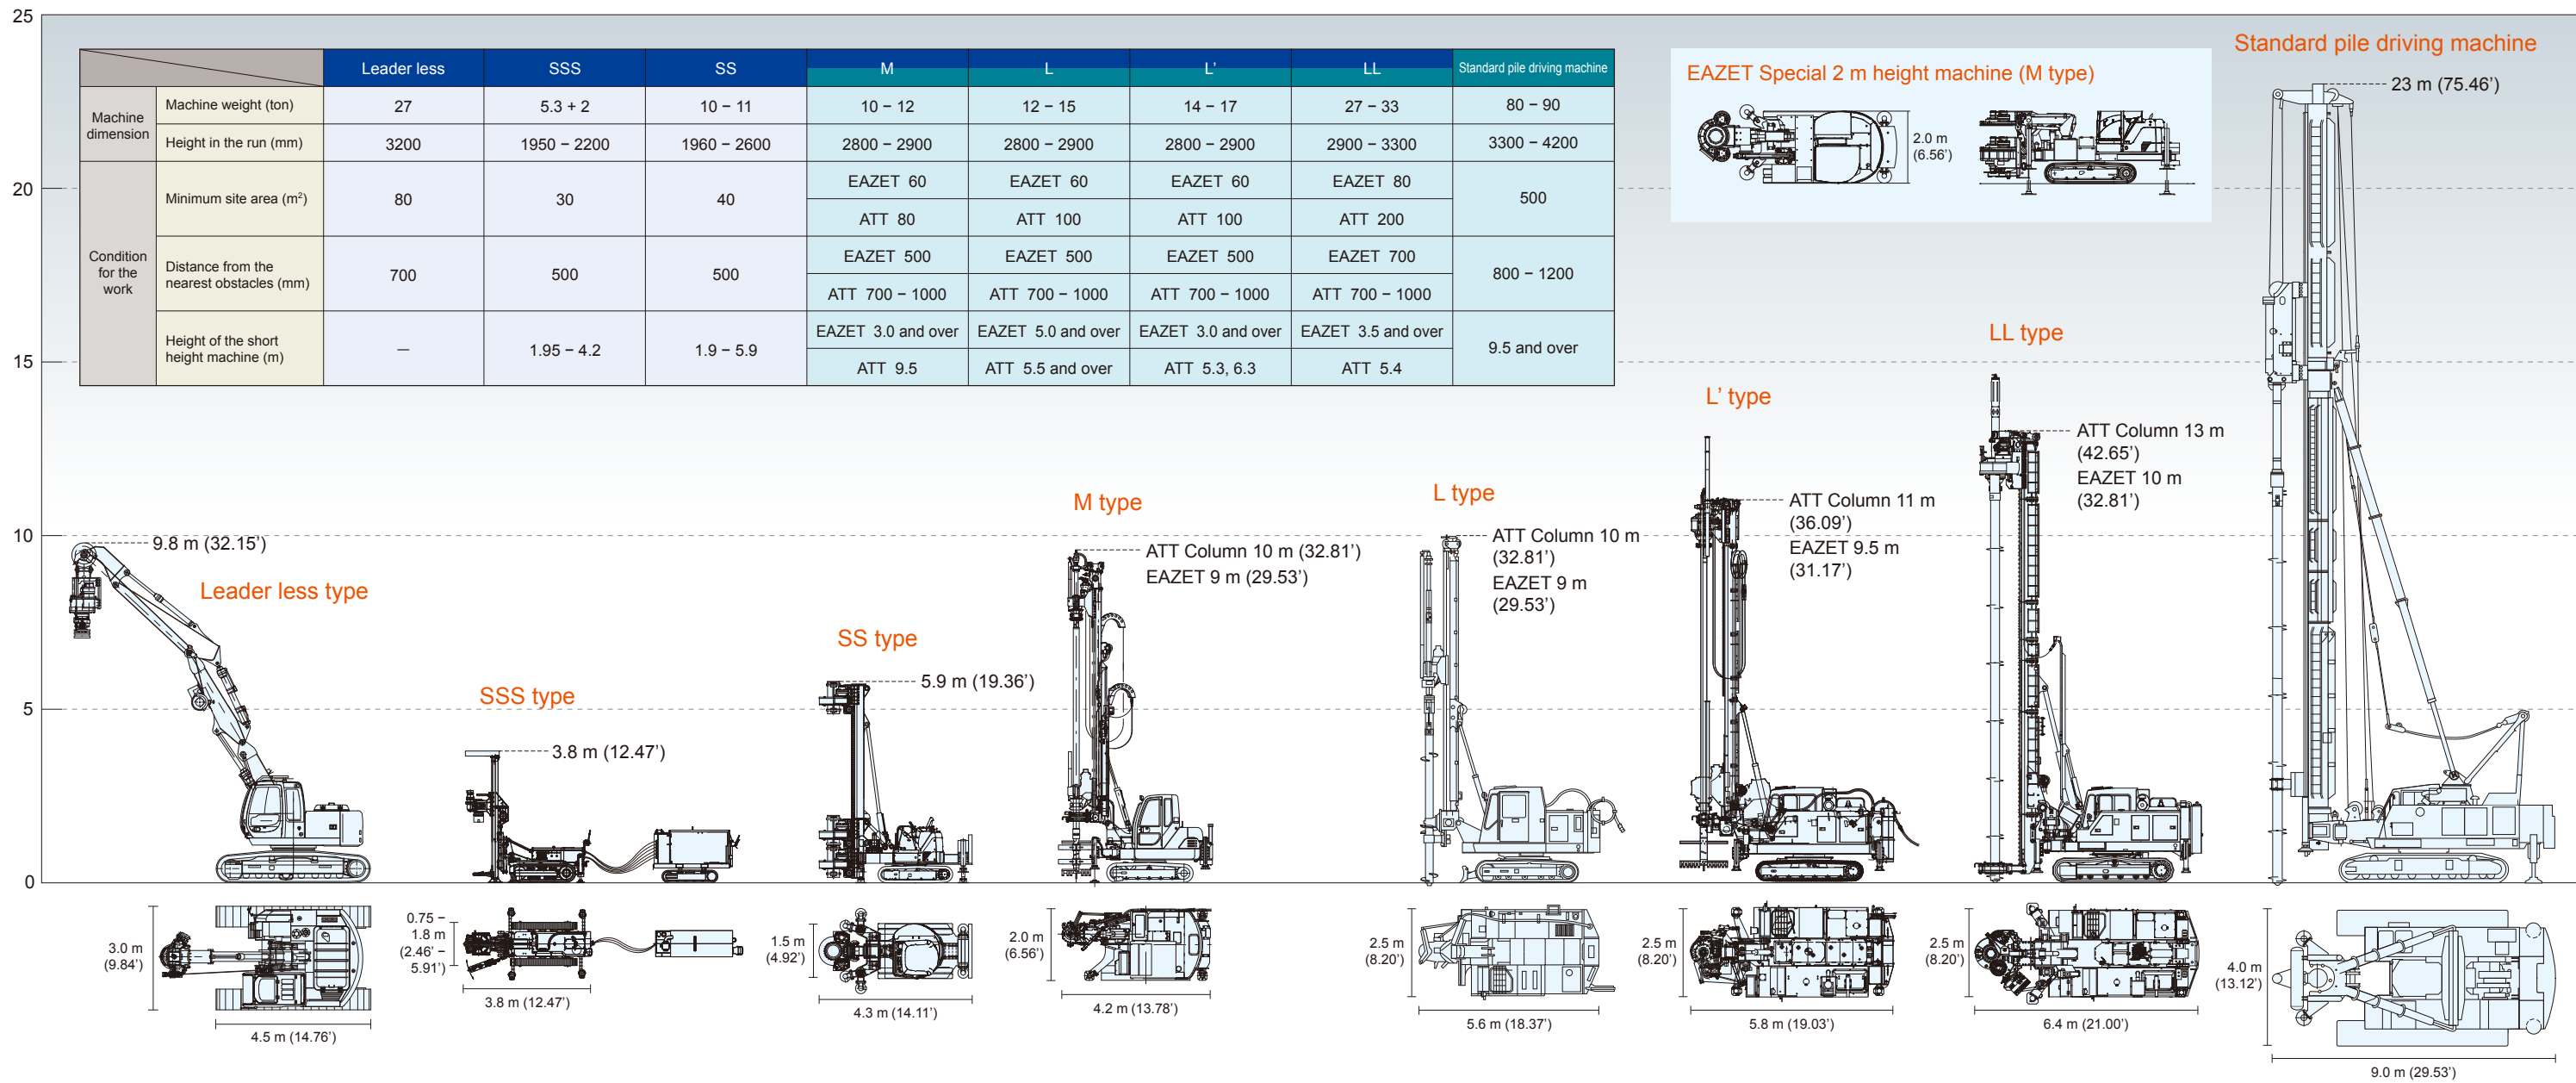 25
20
15
10
5
0
Leader less SSS SS M L L’ LL Standard pile driving machine
Machine dimension
Machine weight (ton) 27 5.3 + 2 10 − 11 10 − 12 12 − 15 14 − 17 27 − 33 80 − 90
Height in the run (mm) 3200 1950 − 2200 1960 − 2600 2800 − 2900 2800 − 2900 2800 − 2900 2900 − 3300 3300 − 4200
Condition for the work
Minimum site area (m²) 80 30 40 EAZET 60 EAZET 60 EAZET 60 EAZET 80 500
ATT 80 ATT 100 ATT 100 ATT 200
Distance from the nearest obstacles (mm) 700 500 500 EAZET 500 EAZET 500 EAZET 500 EAZET 700 800 − 1200
ATT 700 − 1000 ATT 700 − 1000 ATT 700 − 1000 ATT 700 − 1000
Height of the short height machine (m) — 1.95 − 4.2 1.9 − 5.9 EAZET 3.0 and over EAZET 5.0 and over EAZET 3.0 and over EAZET 3.5 and over 9.5 and over
ATT 9.5 ATT 5.5 and over ATT 5.3, 6.3 ATT 5.4
EAZET Special 2 m height machine (M type)
2.0 m
(6.56’)
Standard pile driving machine
23 m (75.46’)
LL type
ATT Column 13 m
(42.65’)
EAZET 10 m
(32.81’)
L’ type
ATT Column 11 m
(36.09’)
EAZET 9.5 m
(31.17’)
L type
ATT Column 10 m
(32.81’)
EAZET 9 m
(29.53’)
M type
ATT Column 10 m (32.81’)
EAZET 9 m (29.53’)
SS type
5.9 m (19.36’)
SSS type
3.8 m (12.47’)
Leader less type
9.8 m (32.15’)
3.0 m
(9.84’)
4.5 m (14.76’)
0.75 −
1.8 m
(2.46’ −
5.91’)
3.8 m (12.47’)
1.5 m
(4.92’)
4.3 m (14.11’)
2.0 m
(6.56’)
4.2 m (13.78’)
2.5 m
(8.20’)
5.6 m (18.37’)
2.5 m
(8.20’)
5.8 m (19.03’)
2.5 m
(8.20’)
6.4 m (21.00’)
4.0 m
(13.12’)
9.0 m (29.53’)